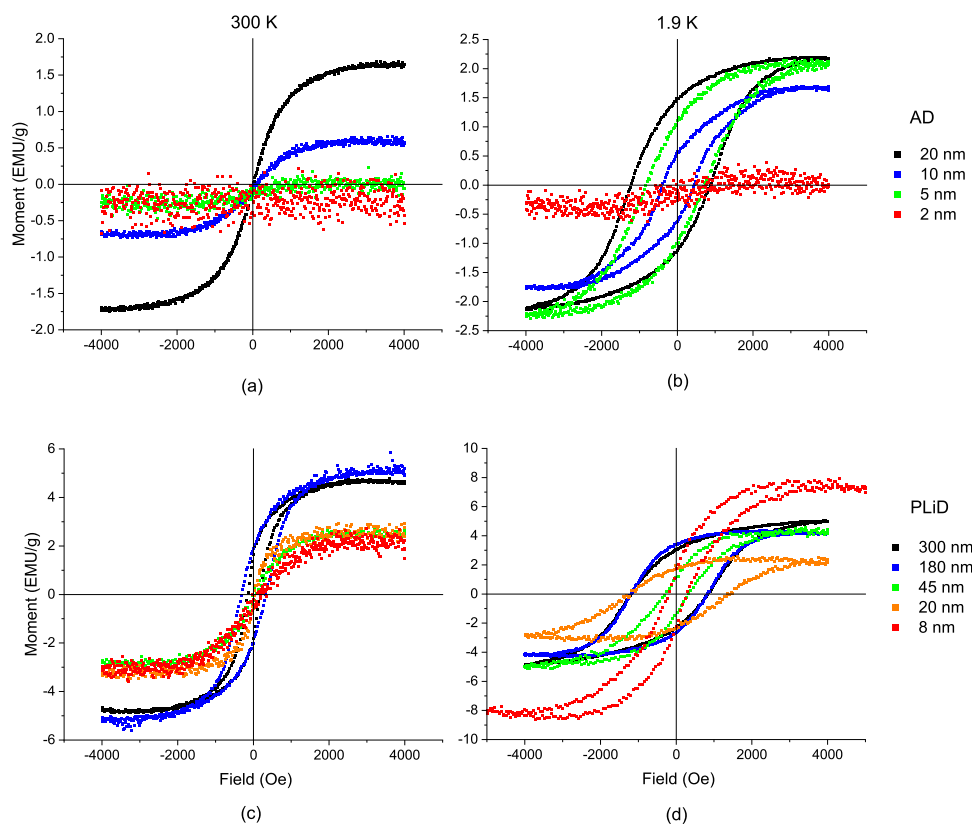 300 K
1.9 K
Moment (EMU/g)
2.0
1.5
1.0
0.5
0.0
-0.5
-1.0
-1.5
-2.0
-4000 -2000 0 2000 4000
(a)
2.5
2.0
1.5
1.0
0.5
0.0
-0.5
-1.0
-1.5
-2.0
-2.5
-4000 -2000 0 2000 4000
(b)
AD
20 nm
10 nm
5 nm
2 nm
Moment (EMU/g)
6
4
2
0
-2
-4
-6
-4000 -2000 0 2000 4000
Field (Oe)
(c)
10
8
6
4
2
0
-2
-4
-6
-8
-10
-4000 -2000 0 2000 4000
Field (Oe)
(d)
PLiD
300 nm
180 nm
45 nm
20 nm
8 nm